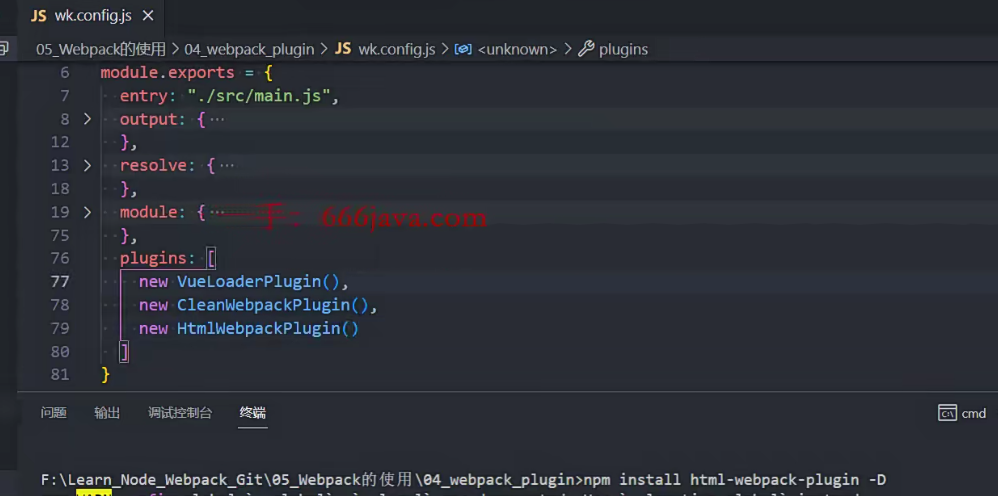 JS wk.config.js ×
05_Webpack的使用 > 04_webpack_plugin > JS wk.config.js > <unknown> > plugins
6 module.exports = {
7 entry: "./src/main.js",
8 > output: { ···
12 },
13 > resolve: { ···
18 },
19 > module: { ···
一手: 666java.com
75 },
76 plugins: [
77 new VueLoaderPlugin(),
78 new CleanWebpackPlugin(),
79 new HtmlWebpackPlugin()
80 ]
81 }
问题 输出 调试控制台 终端 cmd
F:\Learn_Node_Webpack_Git\05_Webpack的使用\04_webpack_plugin>npm install html-webpack-plugin -D